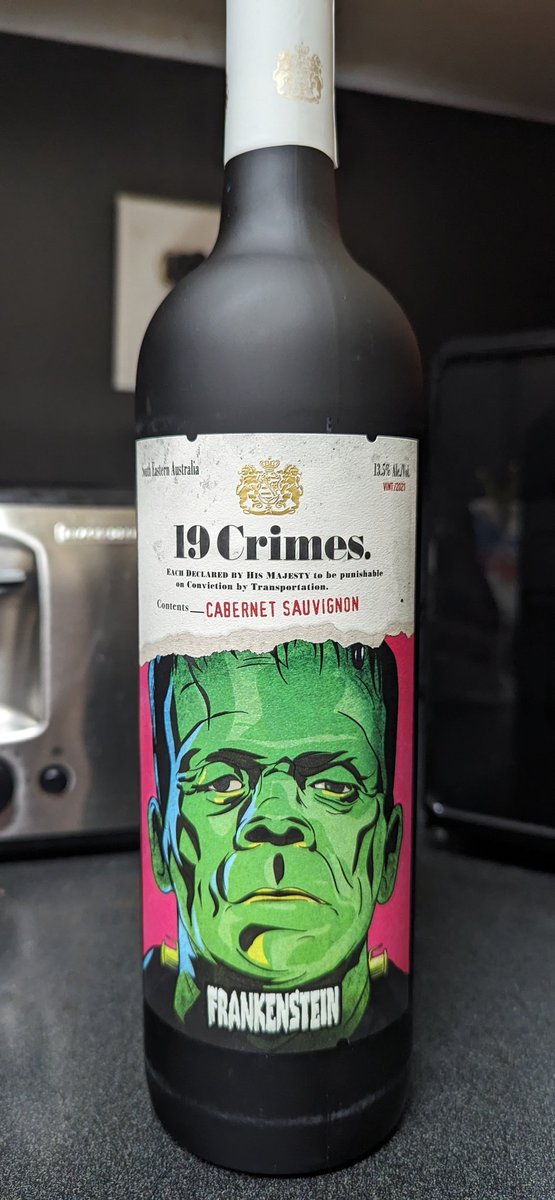 South Eastern Australia
13.5% Alc./Vol.
VINT./2021
19 Crimes.
EACH DECLARED BY HIS MAJESTY to be punishable
on Conviction by Transportation.
Contents—CABERNET SAUVIGNON
FRANKENSTEIN